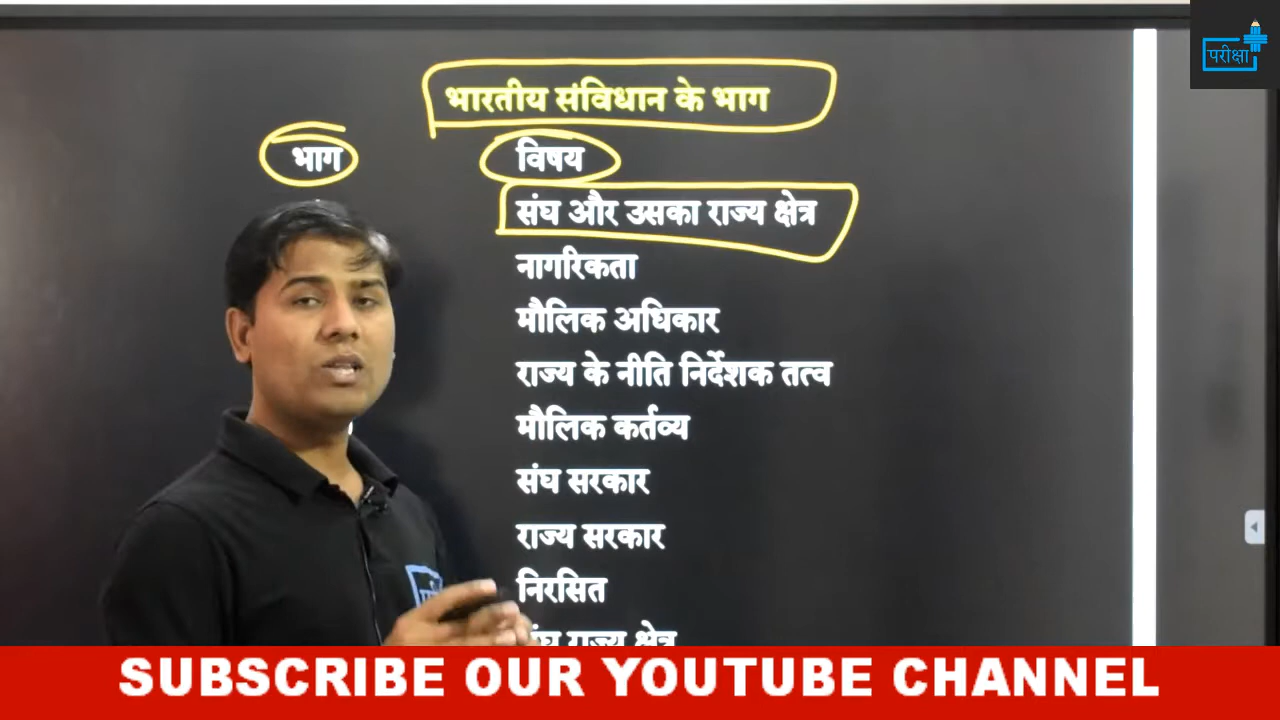 परीक्षा
भारतीय संविधान के भाग
भाग विषय
संघ और उसका राज्य क्षेत्र
नागरिकता
मौलिक अधिकार
राज्य के नीति निर्देशक तत्व
मौलिक कर्तव्य
संघ सरकार
राज्य सरकार
निरसित
राज्य क्षेत्र
SUBSCRIBE OUR YOUTUBE CHANNEL